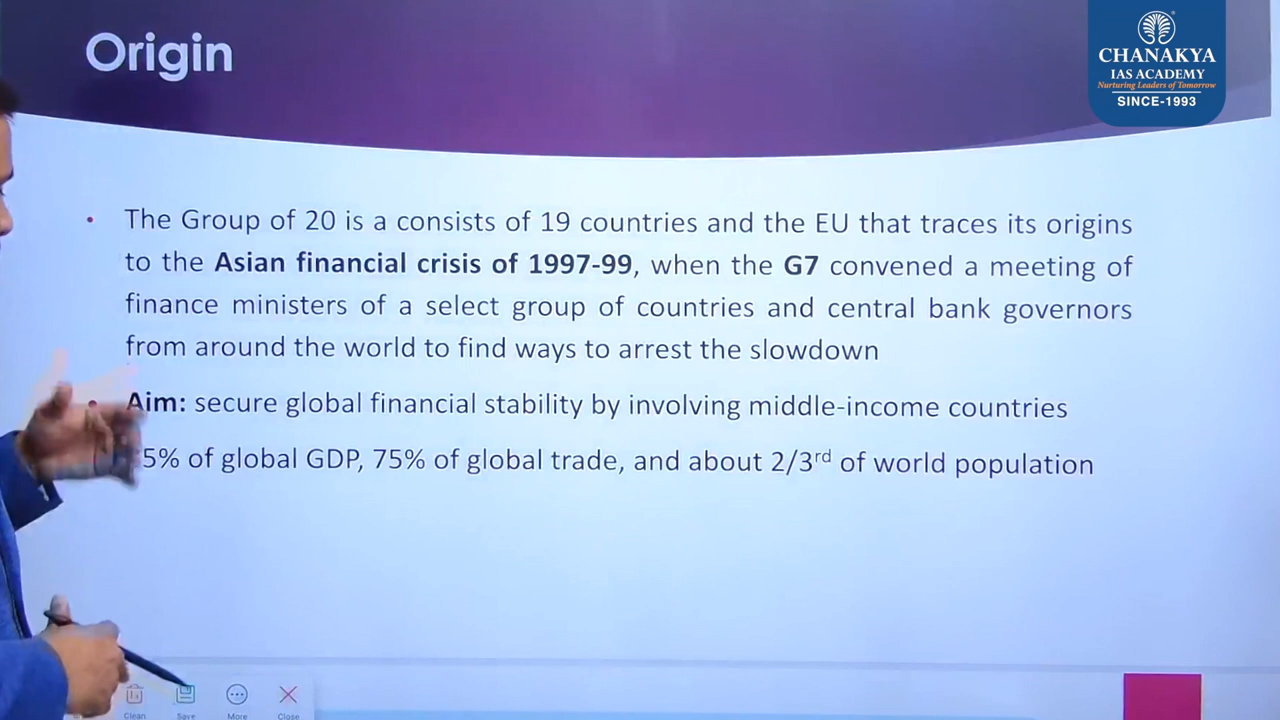 Origin
CHANAKYA
IAS ACADEMY
Nurturing Leaders of Tomorrow
SINCE-1993
• The Group of 20 is a consists of 19 countries and the EU that traces its origins
to the Asian financial crisis of 1997-99, when the G7 convened a meeting of
finance ministers of a select group of countries and central bank governors
from around the world to find ways to arrest the slowdown
• Aim: secure global financial stability by involving middle-income countries
5% of global GDP, 75% of global trade, and about 2/3rd of world population
Clean Save More Close